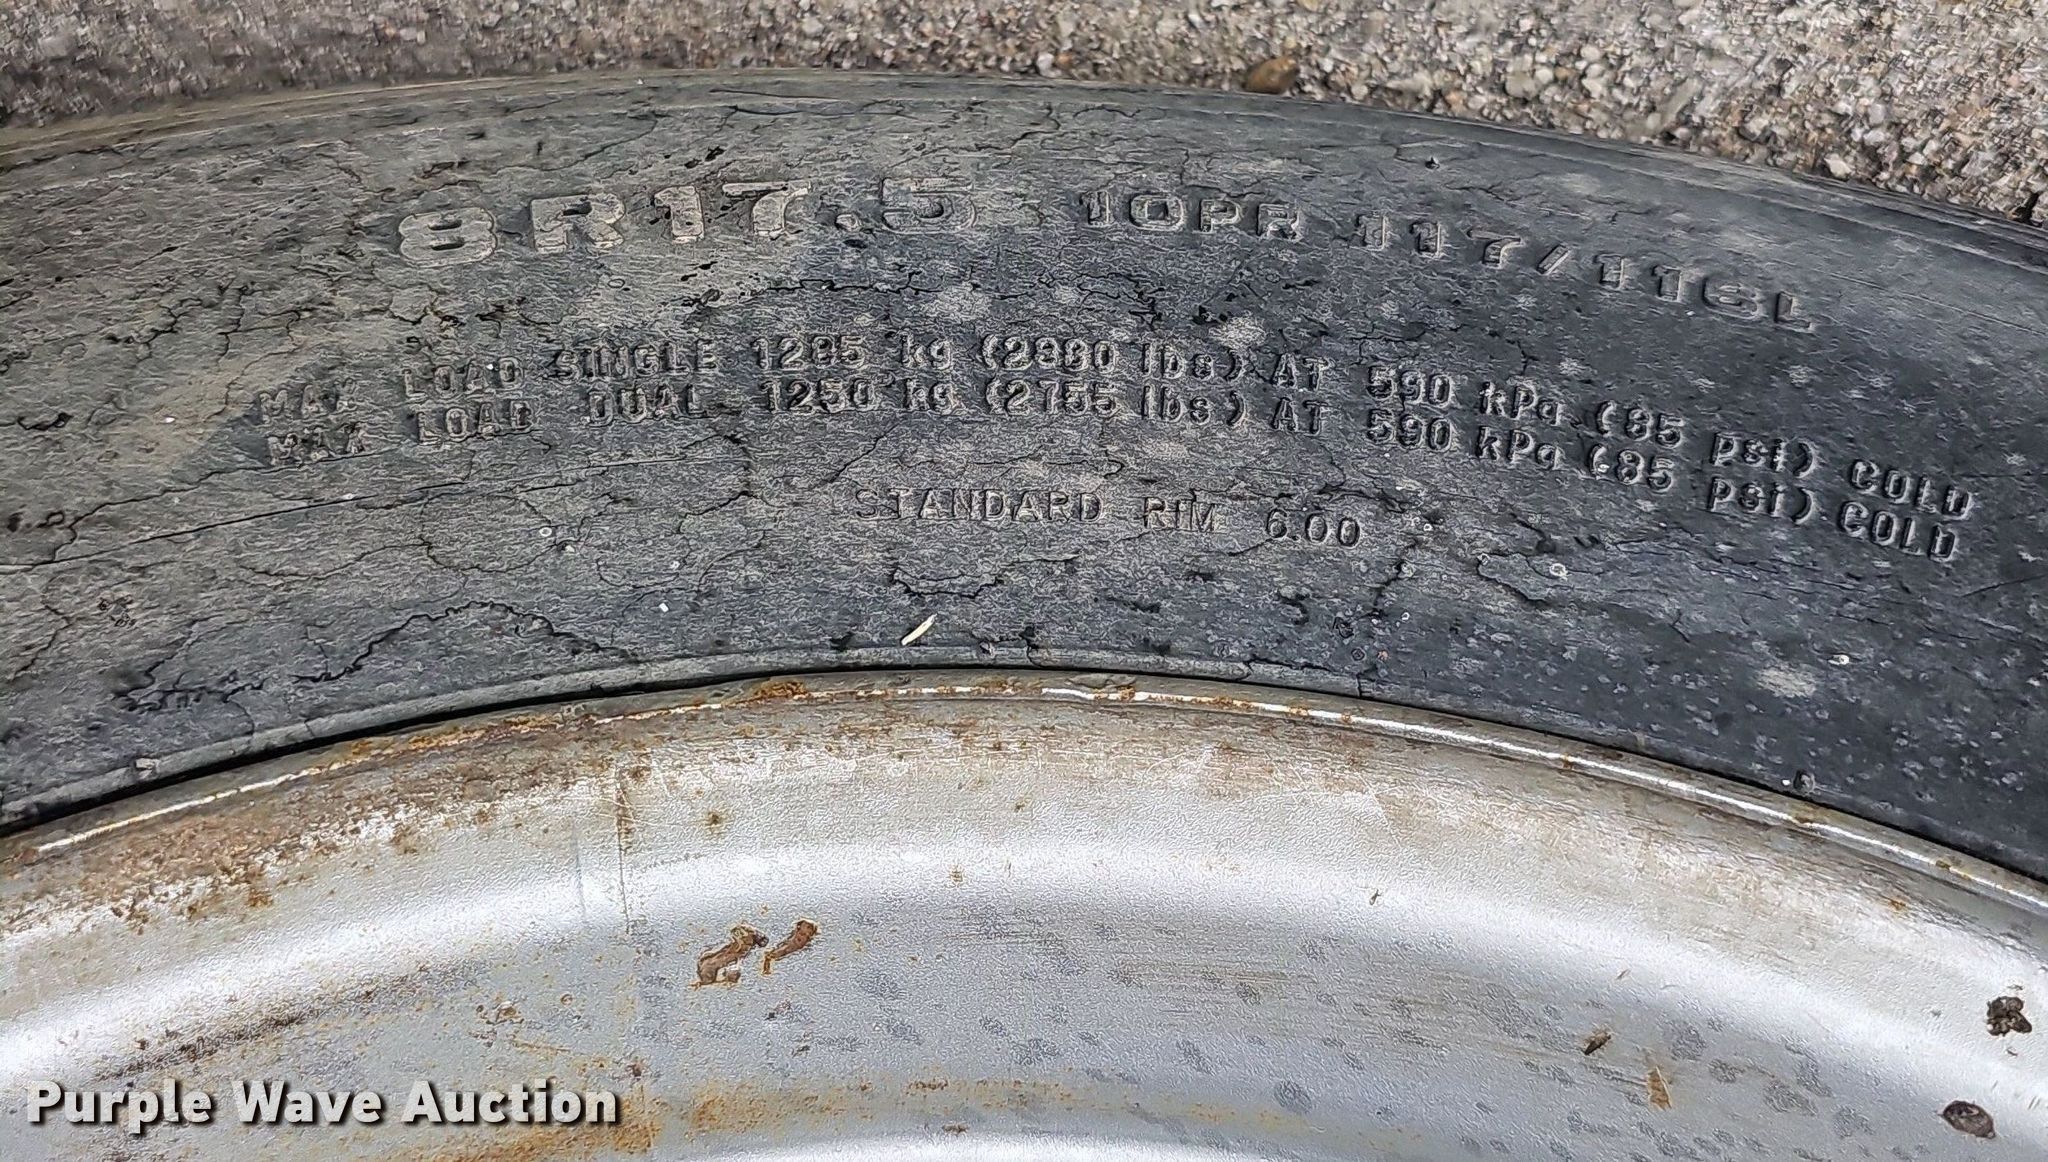 8R17.5 10PR 117/116L
MAX LOAD SINGLE 1285 kg (2830 lbs) AT 590 kPa (85 psi) COLD
MAX LOAD DUAL 1250 kg (2755 lbs) AT 590 kPa (85 psi) COLD
STANDARD RIM 6.00
Purple Wave Auction